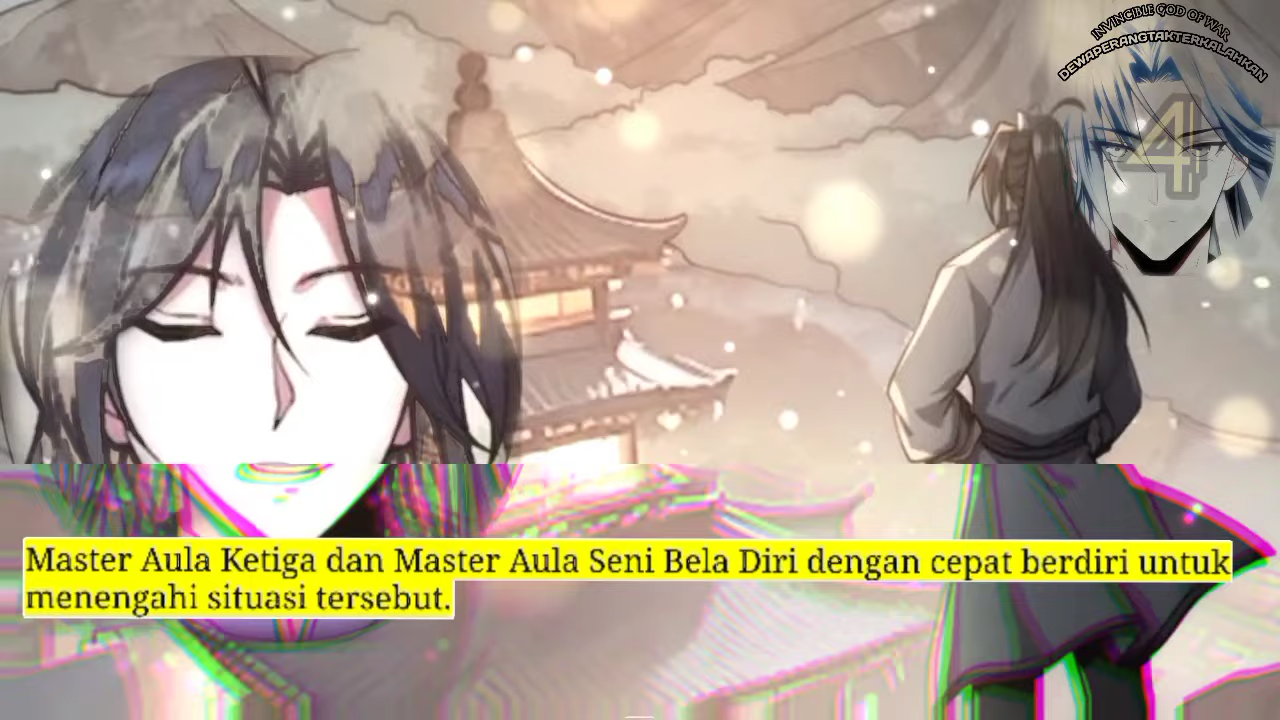 INVINCIBLE GOD OF WAR
DEWAPERANGTAKTERKALAHKAN
4
Master Aula Ketiga dan Master Aula Seni Bela Diri dengan cepat berdiri untuk
menengahi situasi tersebut.